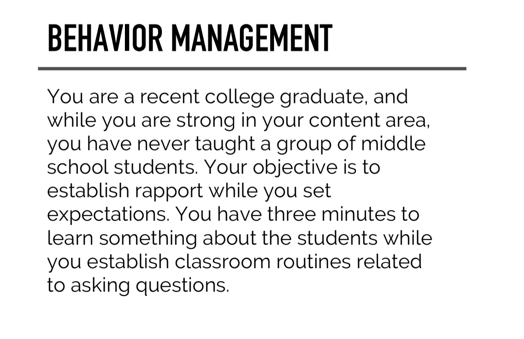 BEHAVIOR MANAGEMENT
You are a recent college graduate, and
while you are strong in your content area,
you have never taught a group of middle
school students. Your objective is to
establish rapport while you set
expectations. You have three minutes to
learn something about the students while
you establish classroom routines related
to asking questions.